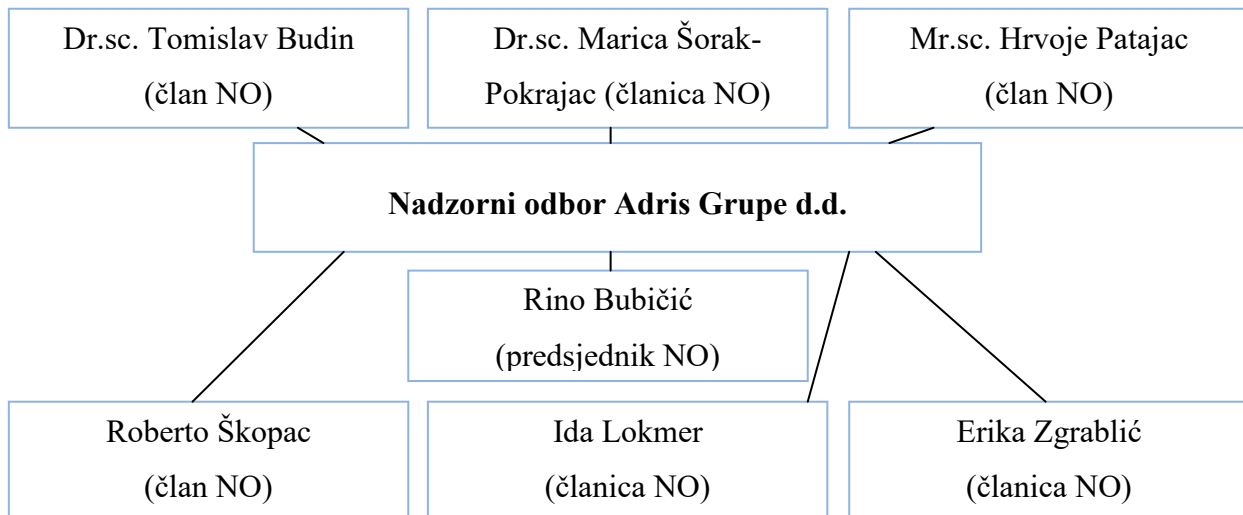 Dr.sc. Tomislav Budin
(član NO)
Dr.sc. Marica Šorak-
Pokrajac (članica NO)
Mr.sc. Hrvoje Patajac
(član NO)
Nadzorni odbor Adris Grupe d.d.
Rino Bubičić
(predsjednik NO)
Roberto Škopac
(član NO)
Ida Lokmer
(članica NO)
Erika Zgrablić
(članica NO)